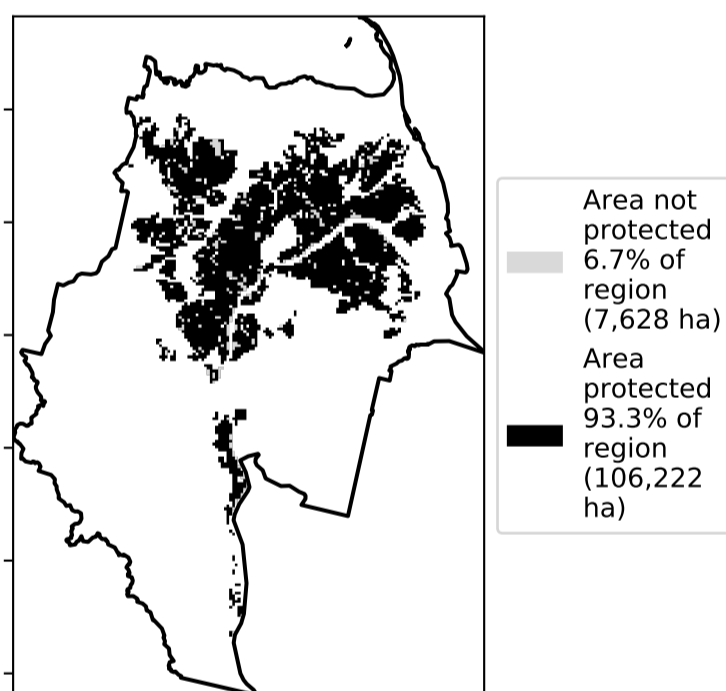 Area not
protected
6.7% of
region
(7,628 ha)
Area
protected
93.3% of
region
(106,222
ha)